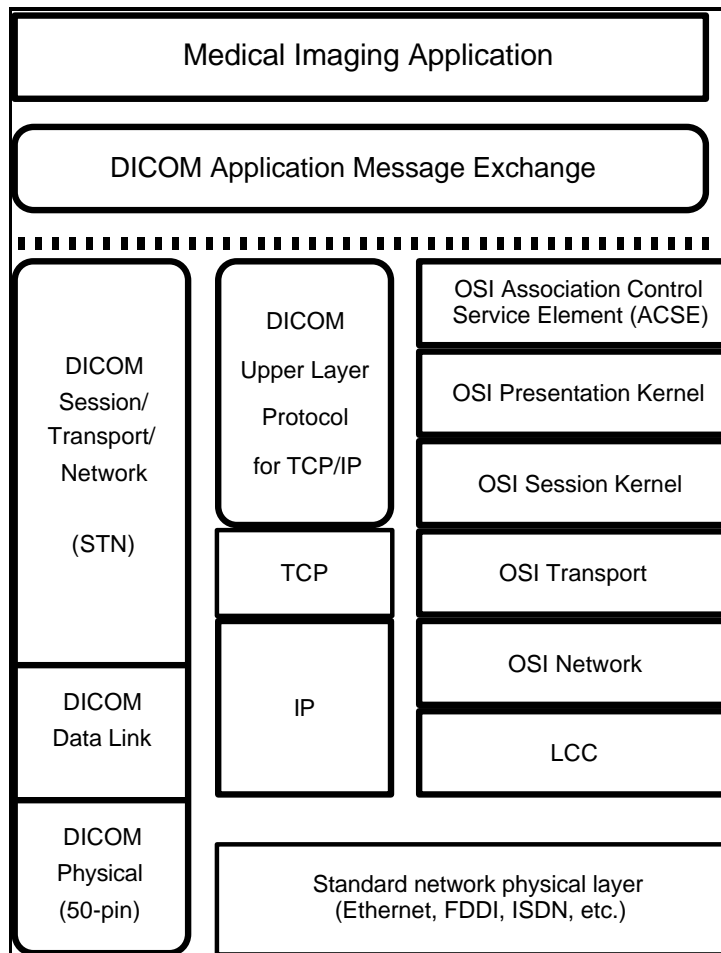 Medical Imaging Application
DICOM Application Message Exchange
DICOM
Session/
Transport/
Network
(STN)
DICOM
Data Link
DICOM
Physical
(50-pin)
DICOM
Upper Layer
Protocol
for TCP/IP
TCP
IP
OSI Association Control
Service Element (ACSE)
OSI Presentation Kernel
OSI Session Kernel
OSI Transport
OSI Network
LCC
Standard network physical layer
(Ethernet, FDDI, ISDN, etc.)